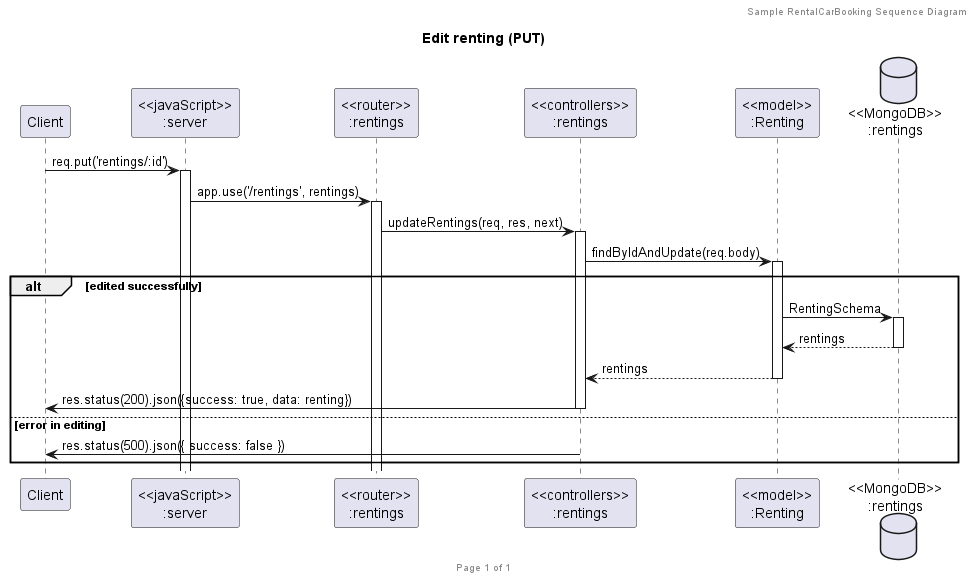 Sample RentalCarBooking Sequence Diagram
Edit renting (PUT)
Client
<<javaScript>>
:server
<<router>>
:rentings
<<controllers>>
:rentings
<<model>>
:Renting
<<MongoDB>>
:rentings
req.put('rentings/:id')
app.use('/rentings', rentings)
updateRentings(req, res, next)
findByIdAndUpdate(req.body)
alt
[edited successfully]
RentingSchema
rentings
rentings
res.status(200).json({success: true, data: renting})
[error in editing]
res.status(500).json({ success: false })
Client
<<javaScript>>
:server
<<router>>
:rentings
<<controllers>>
:rentings
<<model>>
:Renting
<<MongoDB>>
:rentings
Page 1 of 1